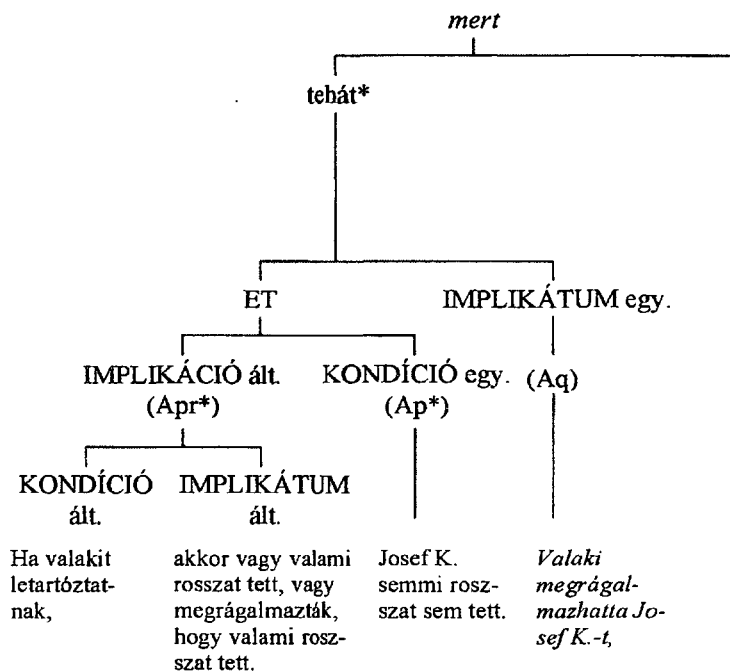 mert
tehát*
ET IMPLIKÁTUM egy.
IMPLIKÁCIÓ ált. KONDÍCIÓ egy. (Aq)
(Apr*) (Ap*)
KONDÍCIÓ IMPLIKÁTUM
ált. ált.
Ha valakit
letartóztat-
nak,
akkor vagy valami
rosszat tett, vagy
megrágalmazták,
hogy valami rosz-
szat tett.
Josef K.
semmi rosz-
szat sem tett.
Valaki
megrágal-
mazhatta Jo-
sef K.-t,